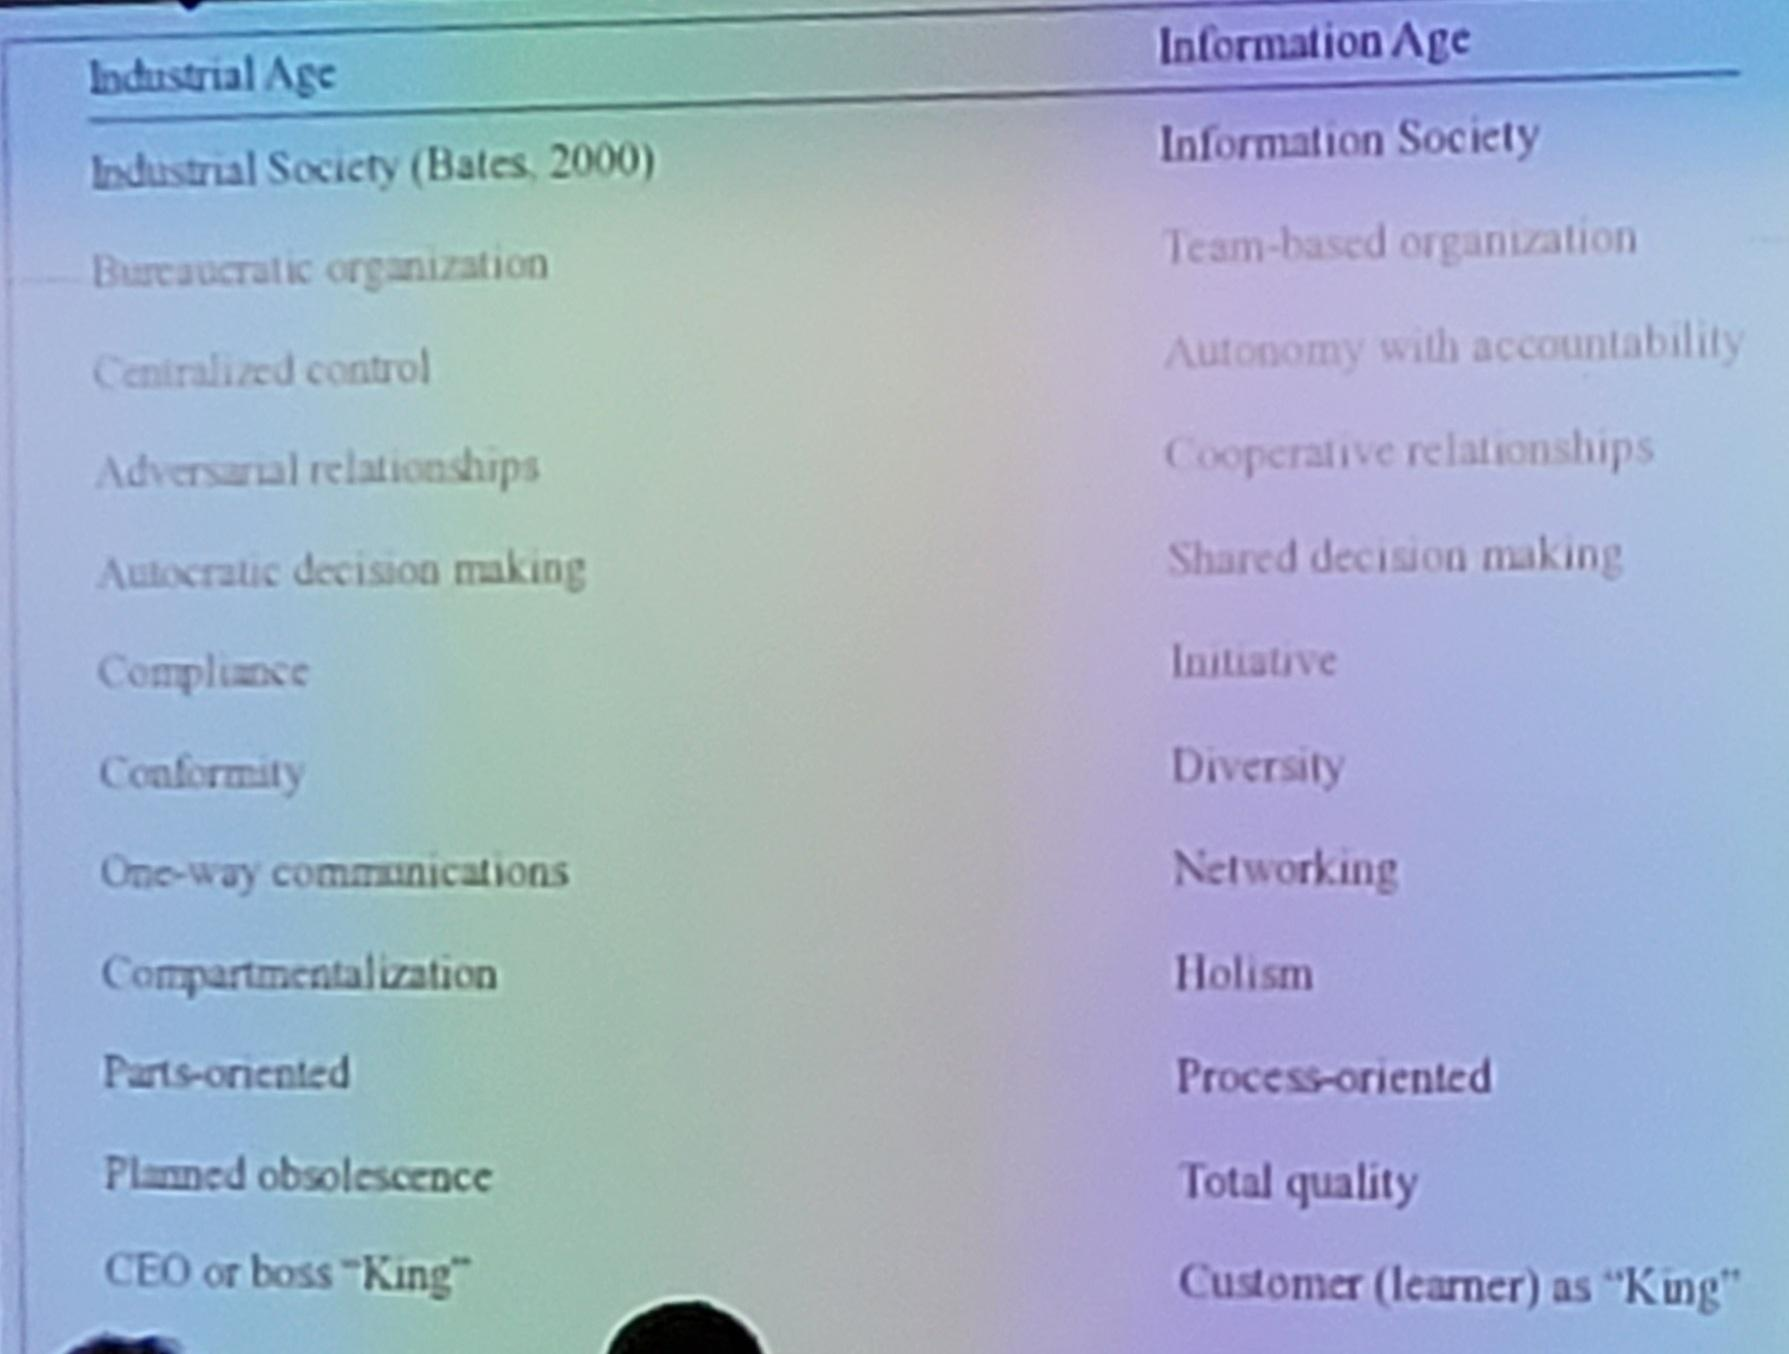 Industrial Age Information Age
Industrial Society (Bates, 2000) Information Society
Bureaucratic organization Team-based organization
Centralized control Autonomy with accountability
Adversarial relationships Cooperative relationships
Autocratic decision making Shared decision making
Compliance Initiative
Conformity Diversity
One-way communications Networking
Compartmentalization Holism
Parts-oriented Process-oriented
Planned obsolescence Total quality
CEO or boss “King” Customer (learner) as “King”